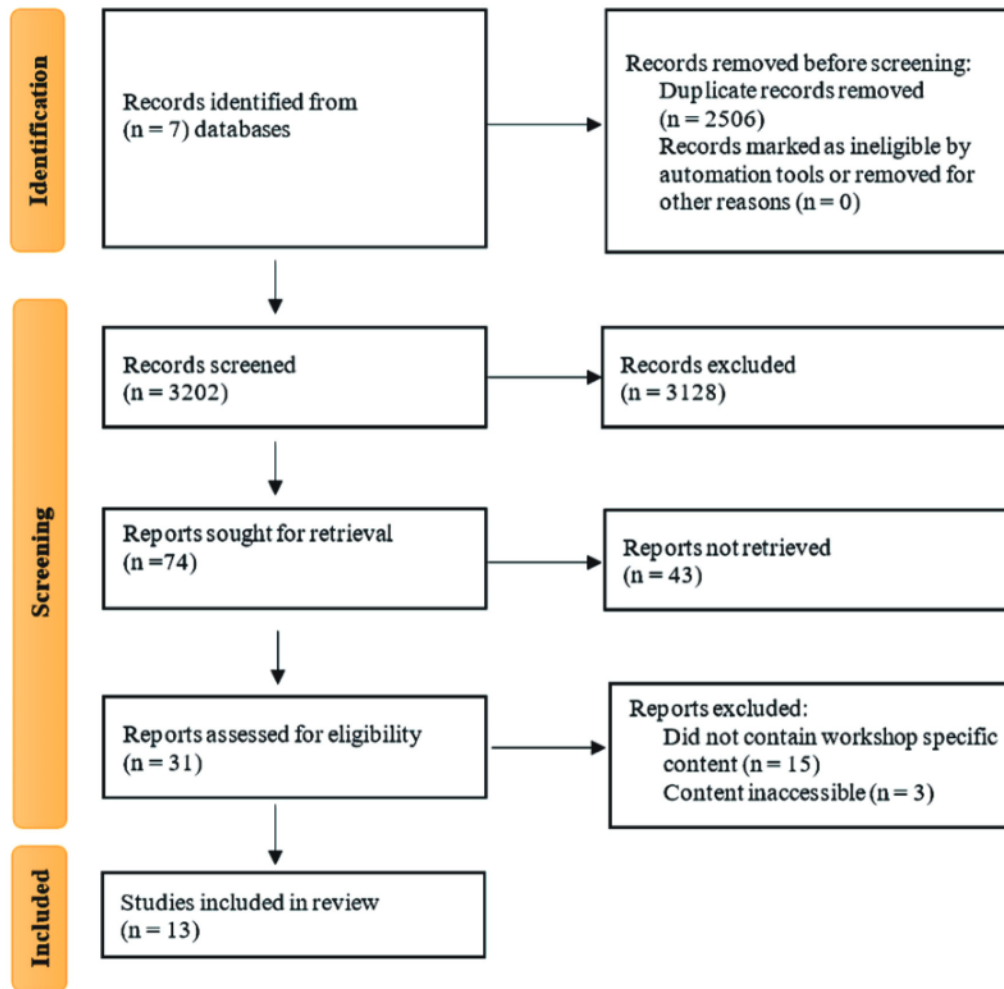 Identification
Records identified from
(n = 7) databases
Records removed before screening:
Duplicate records removed
(n = 2506)
Records marked as ineligible by
automation tools or removed for
other reasons (n = 0)
Screening
Records screened
(n = 3202)
Records excluded
(n = 3128)
Reports sought for retrieval
(n =74)
Reports not retrieved
(n = 43)
Reports assessed for eligibility
(n = 31)
Reports excluded:
Did not contain workshop specific
content (n = 15)
Content inaccessible (n = 3)
Included
Studies included in review
(n = 13)